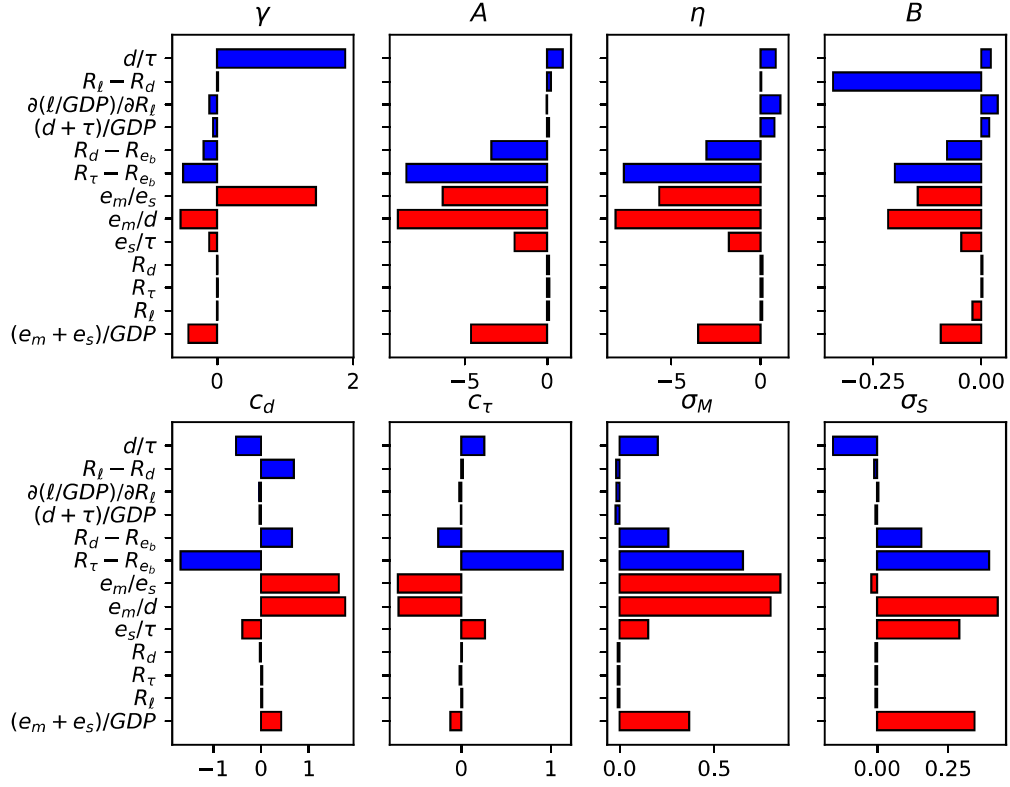 γ A η B
d/τ
R_ℓ − R_d
∂(ℓ/GDP)/∂R_ℓ
(d + τ)/GDP
R_d − R_{e_b}
R_τ − R_{e_b}
e_m/e_s
e_m/d
e_s/τ
R_d
R_τ
R_ℓ
(e_m + e_s)/GDP
0 2 −5 0 −5 0 −0.25 0.00
c_d c_τ σ_M σ_S
d/τ
R_ℓ − R_d
∂(ℓ/GDP)/∂R_ℓ
(d + τ)/GDP
R_d − R_{e_b}
R_τ − R_{e_b}
e_m/e_s
e_m/d
e_s/τ
R_d
R_τ
R_ℓ
(e_m + e_s)/GDP
−1 0 1 0 1 0.0 0.5 0.00 0.25